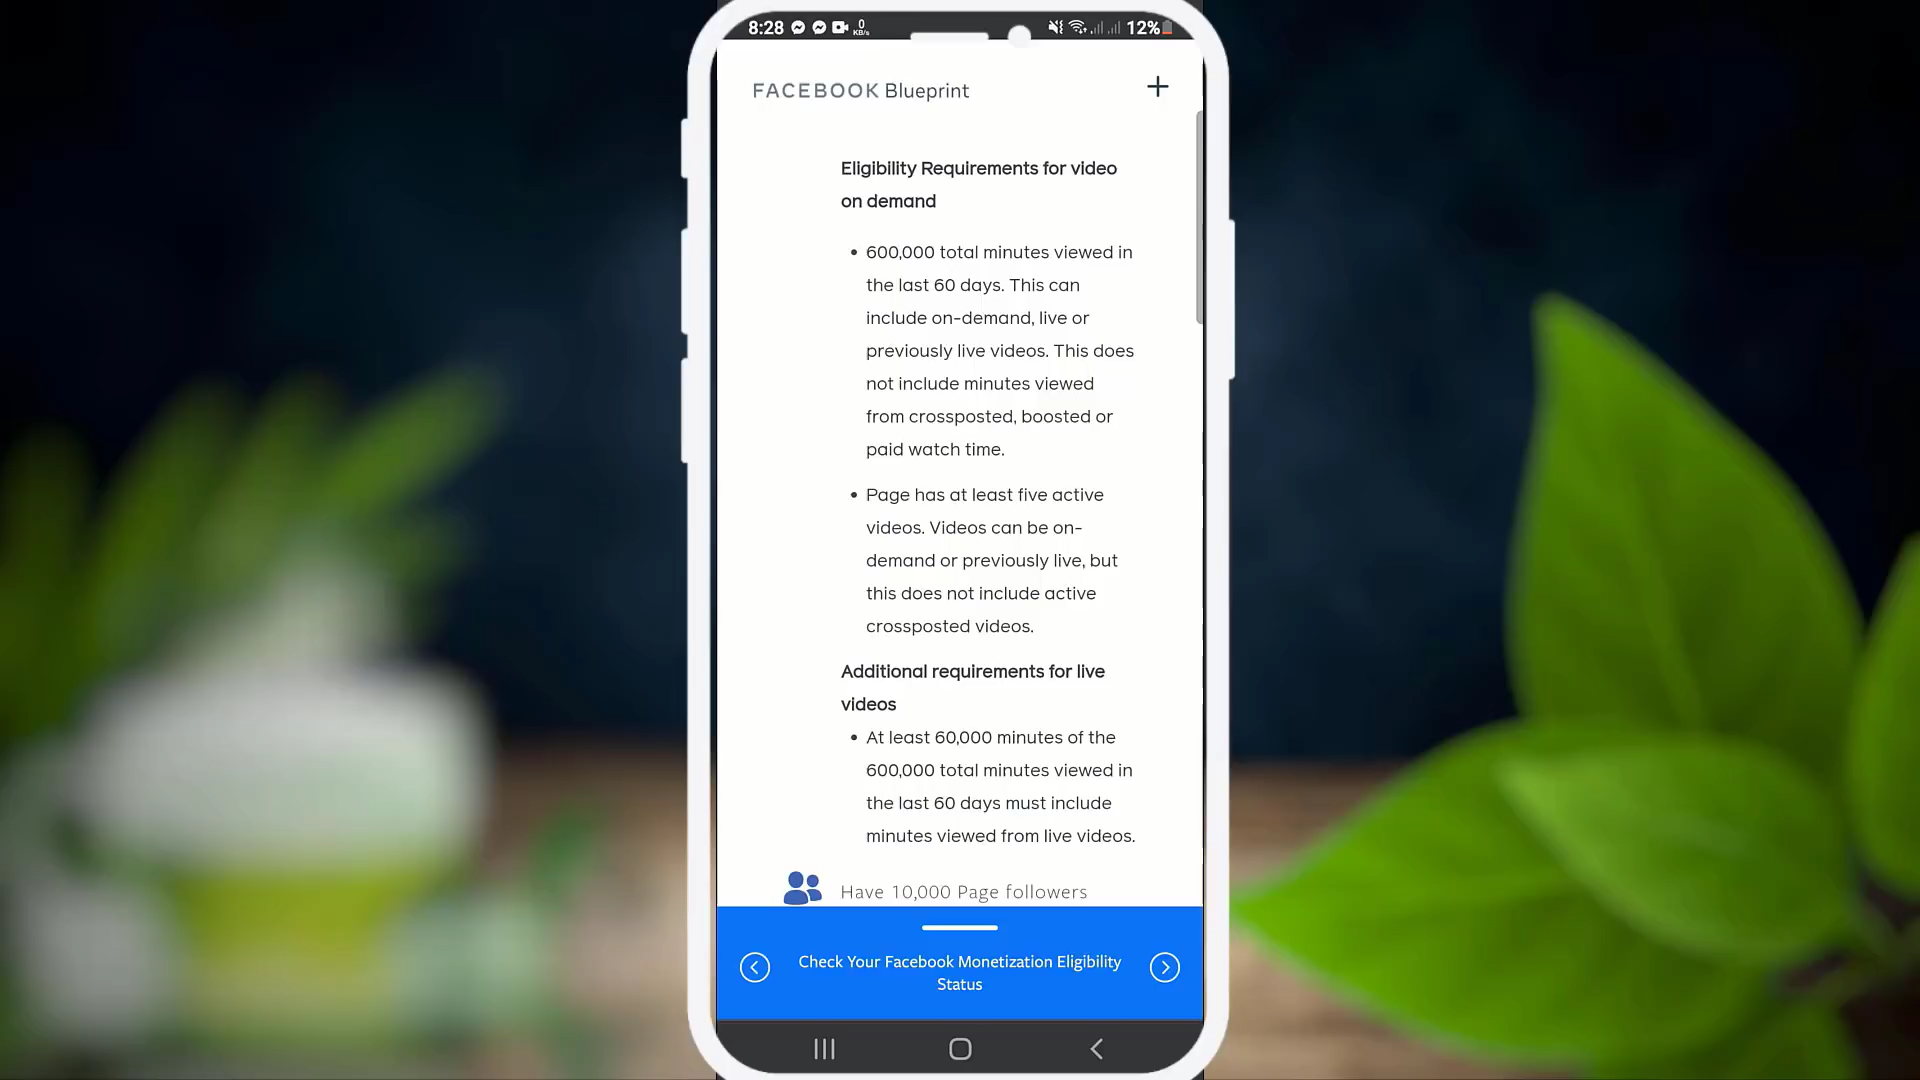 8:28 0 KB/s 12%
FACEBOOK Blueprint
Eligibility Requirements for video
on demand
• 600,000 total minutes viewed in
the last 60 days. This can
include on-demand, live or
previously live videos. This does
not include minutes viewed
from crossposted, boosted or
paid watch time.
• Page has at least five active
videos. Videos can be on-
demand or previously live, but
this does not include active
crossposted videos.
Additional requirements for live
videos
• At least 60,000 minutes of the
600,000 total minutes viewed in
the last 60 days must include
minutes viewed from live videos.
Have 10,000 Page followers
Check Your Facebook Monetization Eligibility
Status